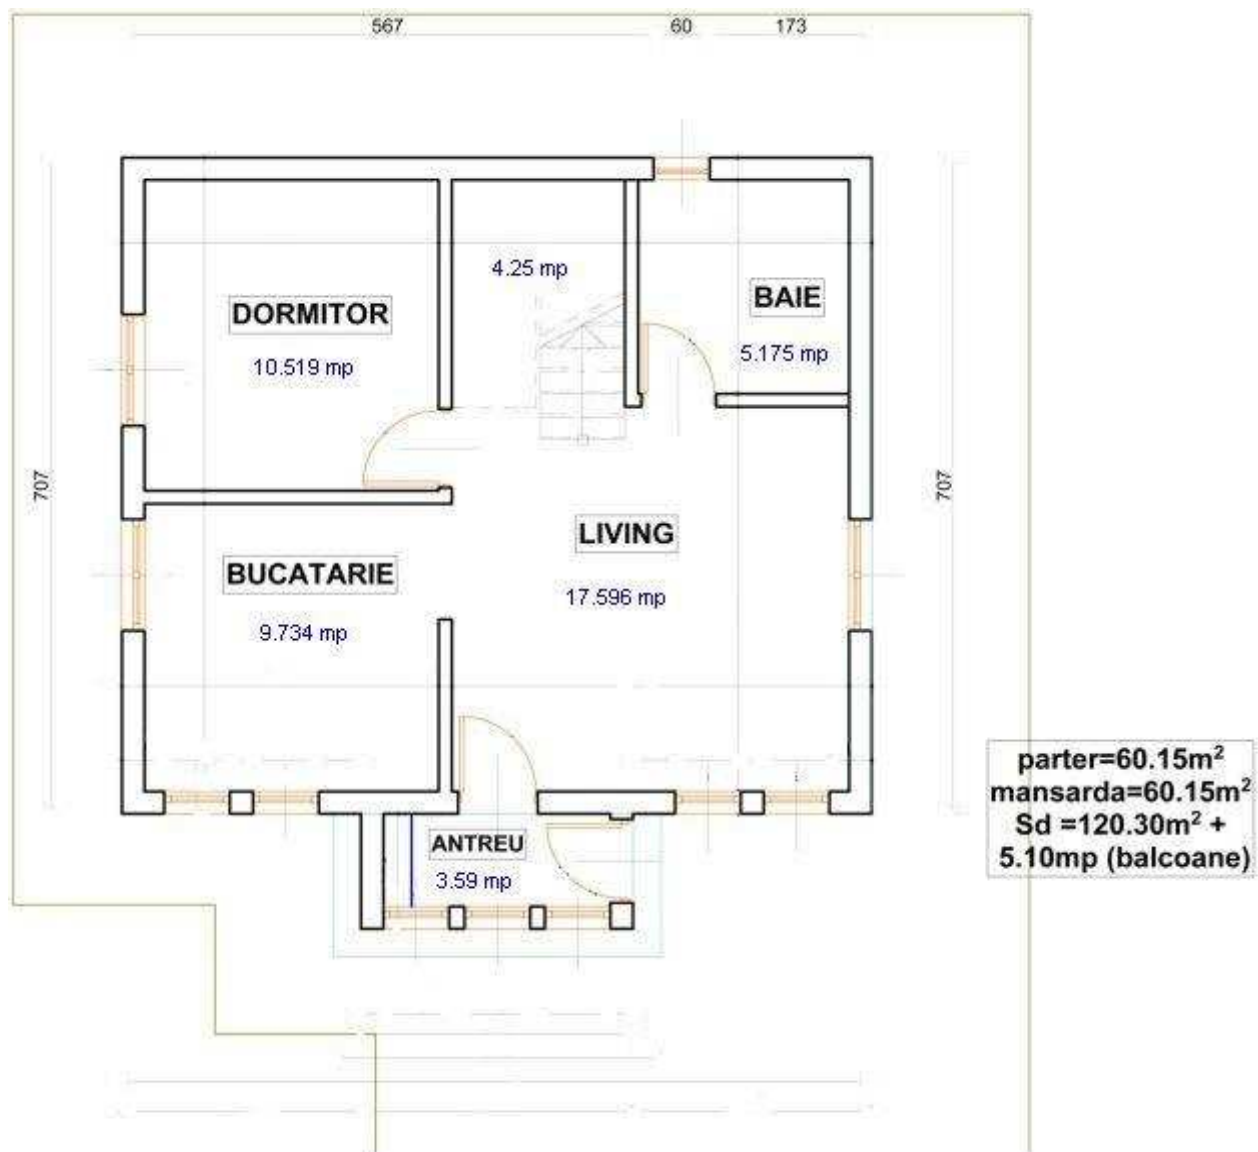 567 60 173
4.25 mp
BAIE
DORMITOR
5.175 mp
10.519 mp
707
707
LIVING
BUCATARIE
17.596 mp
9.734 mp
parter=60.15m²
mansarda=60.15m²
Sd =120.30m² +
5.10mp (balcoane)
ANTREU
3.59 mp